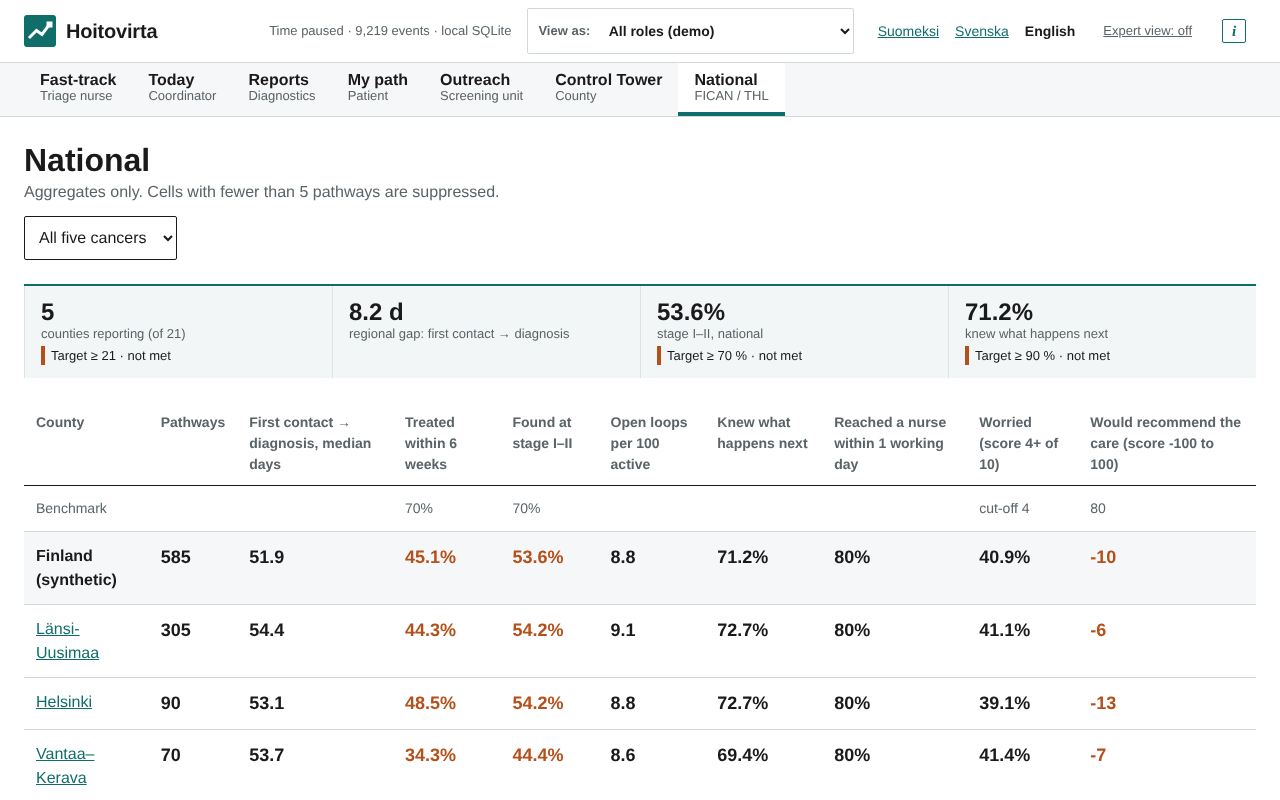 Hoitovirta
Time paused · 9,219 events · local SQLite
View as: All roles (demo)
Suomeksi Svenska English
Expert view: off
i
Fast-track
Triage nurse
Today
Coordinator
Reports
Diagnostics
My path
Patient
Outreach
Screening unit
Control Tower
County
National
FICAN / THL
National
Aggregates only. Cells with fewer than 5 pathways are suppressed.
All five cancers
5
counties reporting (of 21)
Target ≥ 21 · not met
8.2 d
regional gap: first contact → diagnosis
53.6%
stage I–II, national
Target ≥ 70 % · not met
71.2%
knew what happens next
Target ≥ 90 % · not met
County
Pathways
First contact →
diagnosis, median
days
Treated
within 6
weeks
Found at
stage I–II
Open loops
per 100
active
Knew what
happens next
Reached a nurse
within 1 working
day
Worried
(score 4+ of
10)
Would recommend the
care (score -100 to
100)
Benchmark 70% 70% cut-off 4 80
Finland
(synthetic)
585 51.9 45.1% 53.6% 8.8 71.2% 80% 40.9% -10
Länsi-
Uusimaa
305 54.4 44.3% 54.2% 9.1 72.7% 80% 41.1% -6
Helsinki 90 53.1 48.5% 54.2% 8.8 72.7% 80% 39.1% -13
Vantaa–
Kerava
70 53.7 34.3% 44.4% 8.6 69.4% 80% 41.4% -7